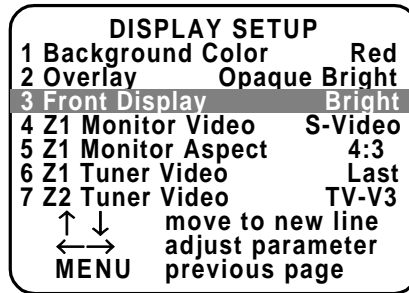 DISPLAY SETUP
1 Background Color Red
2 Overlay Opaque Bright
3 Front Display Bright
4 Z1 Monitor Video S-Video
5 Z1 Monitor Aspect 4:3
6 Z1 Tuner Video Last
7 Z2 Tuner Video TV-V3
↑ ↓ move to new line
←→ adjust parameter
MENU previous page